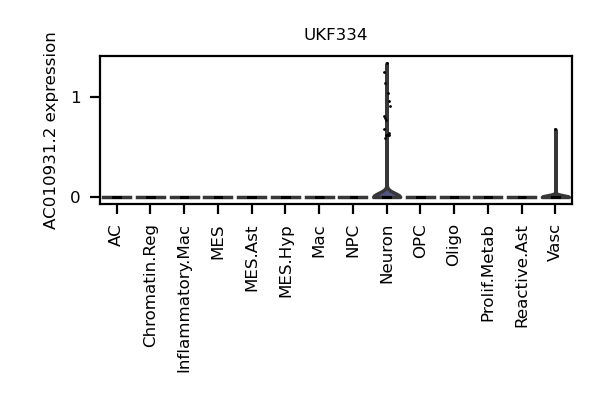 UKF334
AC010931.2 expression
1
0
AC
Chromatin.Reg
Inflammatory.Mac
MES
MES.Ast
MES.Hyp
Mac
NPC
Neuron
OPC
Oligo
Prolif.Metab
Reactive.Ast
Vasc